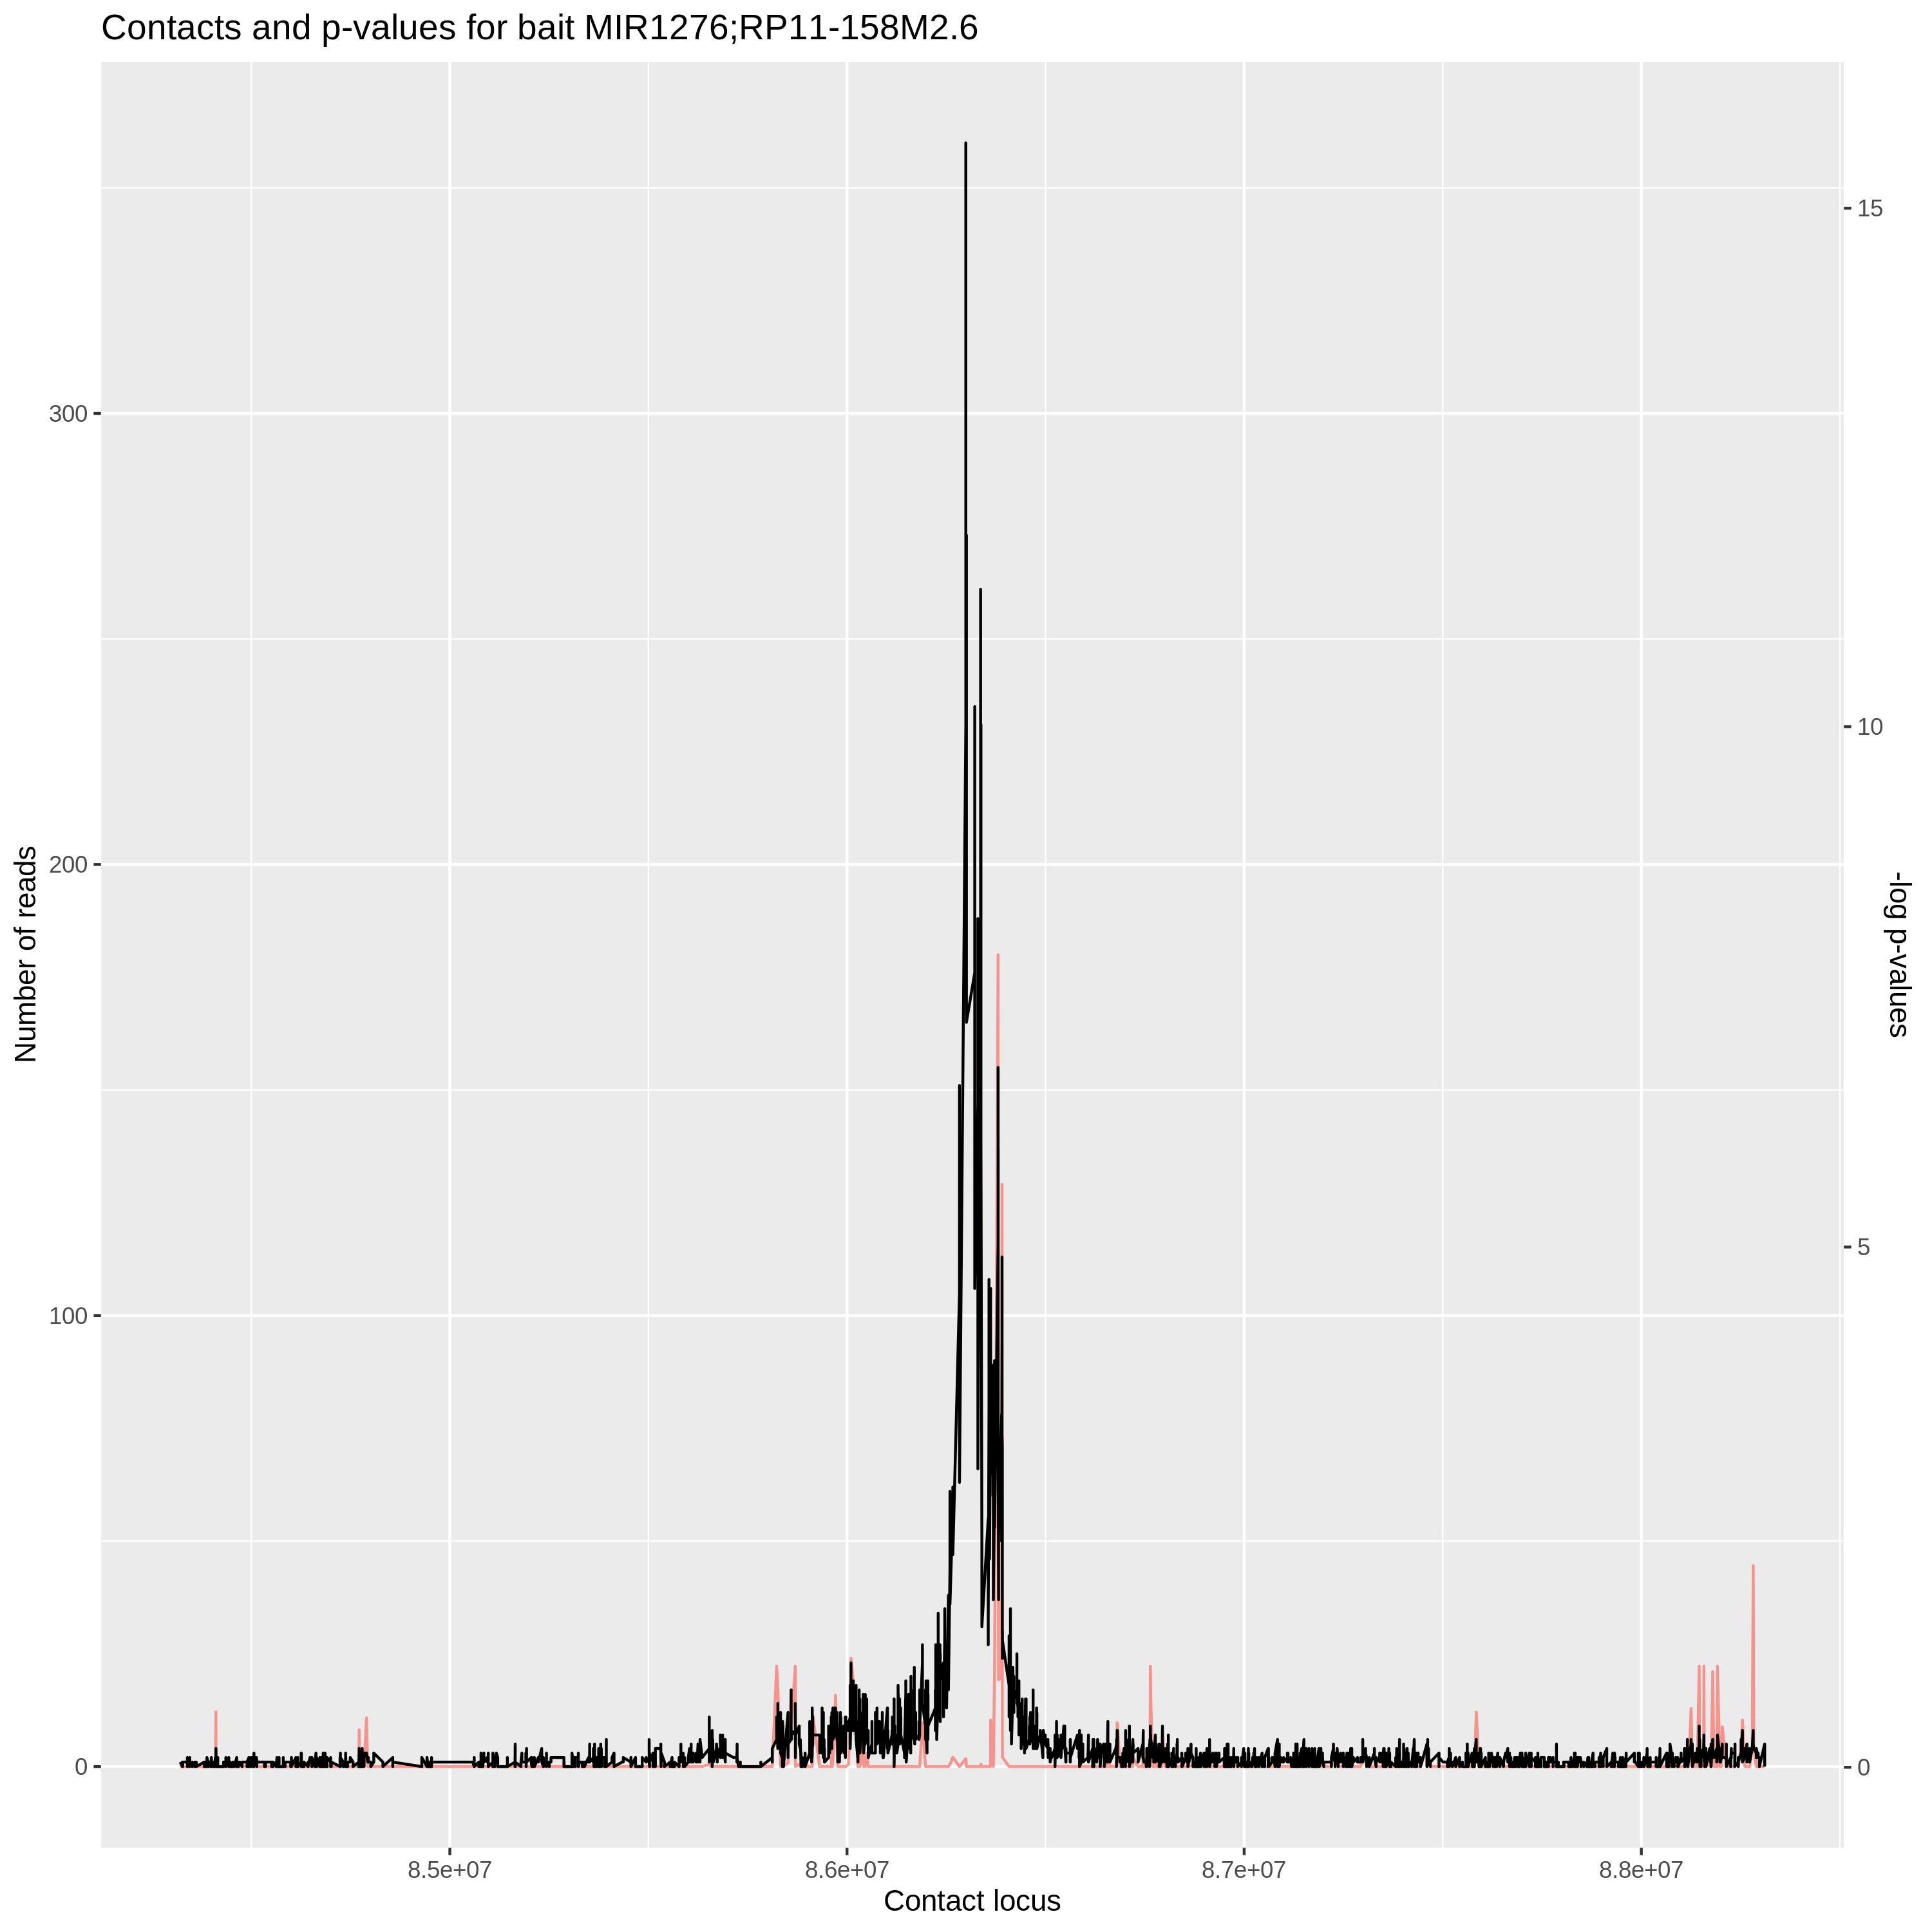 Contacts and p-values for bait MIR1276;RP11-158M2.6
Number of reads
300
200
100
0
15
10
5
0
-log p-values
8.5e+07
8.6e+07
8.7e+07
8.8e+07
Contact locus